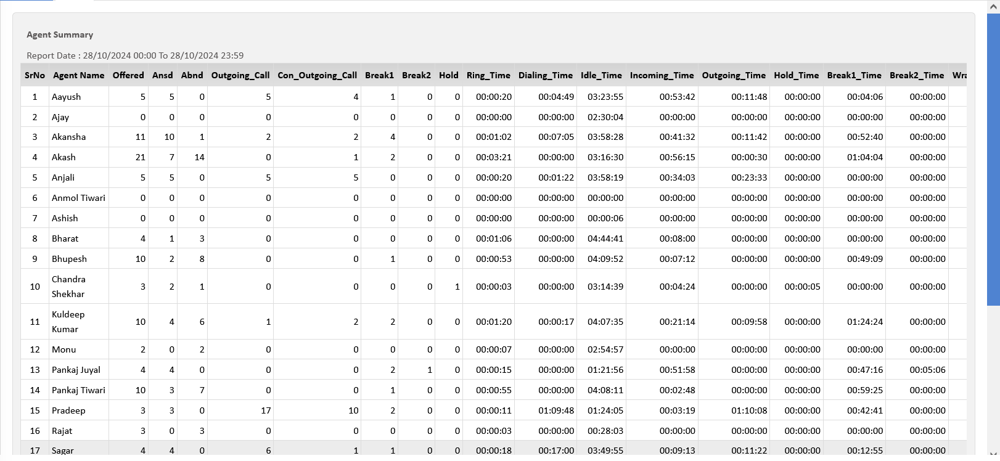 Agent Summary
Report Date : 28/10/2024 00:00 To 28/10/2024 23:59
SrNo Agent Name Offered Ansd Abnd Outgoing_Call Con_Outgoing_Call Break1 Break2 Hold Ring_Time Dialing_Time Idle_Time Incoming_Time Outgoing_Time Hold_Time Break1_Time Break2_Time Wra
1 Aayush 5 5 0 5 4 1 0 0 00:00:20 00:04:49 03:23:55 00:53:42 00:11:48 00:00:00 00:04:06 00:00:00
2 Ajay 0 0 0 0 0 0 0 0 00:00:00 00:00:00 02:30:04 00:00:00 00:00:00 00:00:00 00:00:00 00:00:00
3 Akansha 11 10 1 2 2 4 0 0 00:01:02 00:07:05 03:58:28 00:41:32 00:11:42 00:00:00 00:52:40 00:00:00
4 Akash 21 7 14 0 1 2 0 0 00:03:21 00:00:00 03:16:30 00:56:15 00:00:30 00:00:00 01:04:04 00:00:00
5 Anjali 5 5 0 5 5 0 0 0 00:00:20 00:01:22 03:58:19 00:34:03 00:23:33 00:00:00 00:00:00 00:00:00
6 Anmol Tiwari 0 0 0 0 0 0 0 0 00:00:00 00:00:00 00:00:00 00:00:00 00:00:00 00:00:00 00:00:00 00:00:00
7 Ashish 0 0 0 0 0 0 0 0 00:00:00 00:00:00 00:00:06 00:00:00 00:00:00 00:00:00 00:00:00 00:00:00
8 Bharat 4 1 3 0 0 0 0 0 00:01:06 00:00:00 04:44:41 00:08:00 00:00:00 00:00:00 00:00:00 00:00:00
9 Bhupesh 10 2 8 0 0 1 0 0 00:00:53 00:00:00 04:09:52 00:07:12 00:00:00 00:00:00 00:49:09 00:00:00
Chandra
10 Shekhar 3 2 1 0 0 0 0 1 00:00:03 00:00:00 03:14:39 00:04:24 00:00:00 00:00:05 00:00:00 00:00:00
Kuldeep
11 Kumar 10 4 6 1 2 2 0 0 00:01:20 00:00:17 04:07:35 00:21:14 00:09:58 00:00:00 01:24:24 00:00:00
12 Monu 2 0 2 0 0 0 0 0 00:00:07 00:00:00 02:54:57 00:00:00 00:00:00 00:00:00 00:00:00 00:00:00
13 Pankaj Juyal 4 4 0 0 0 2 1 0 00:00:15 00:00:00 01:21:56 00:51:58 00:00:00 00:00:00 00:47:16 00:05:06
14 Pankaj Tiwari 10 3 7 0 0 1 0 0 00:00:55 00:00:00 04:08:11 00:02:48 00:00:00 00:00:00 00:59:25 00:00:00
15 Pradeep 3 3 0 17 10 2 0 0 00:00:11 01:09:48 01:24:05 00:03:19 01:10:08 00:00:00 00:42:41 00:00:00
16 Rajat 3 0 3 0 0 0 0 0 00:00:03 00:00:00 00:28:03 00:00:00 00:00:00 00:00:00 00:00:00 00:00:00
17 Sagar 4 4 0 6 1 1 0 0 00:00:18 00:17:00 03:49:55 00:09:13 00:11:22 00:00:00 00:12:55 00:00:00